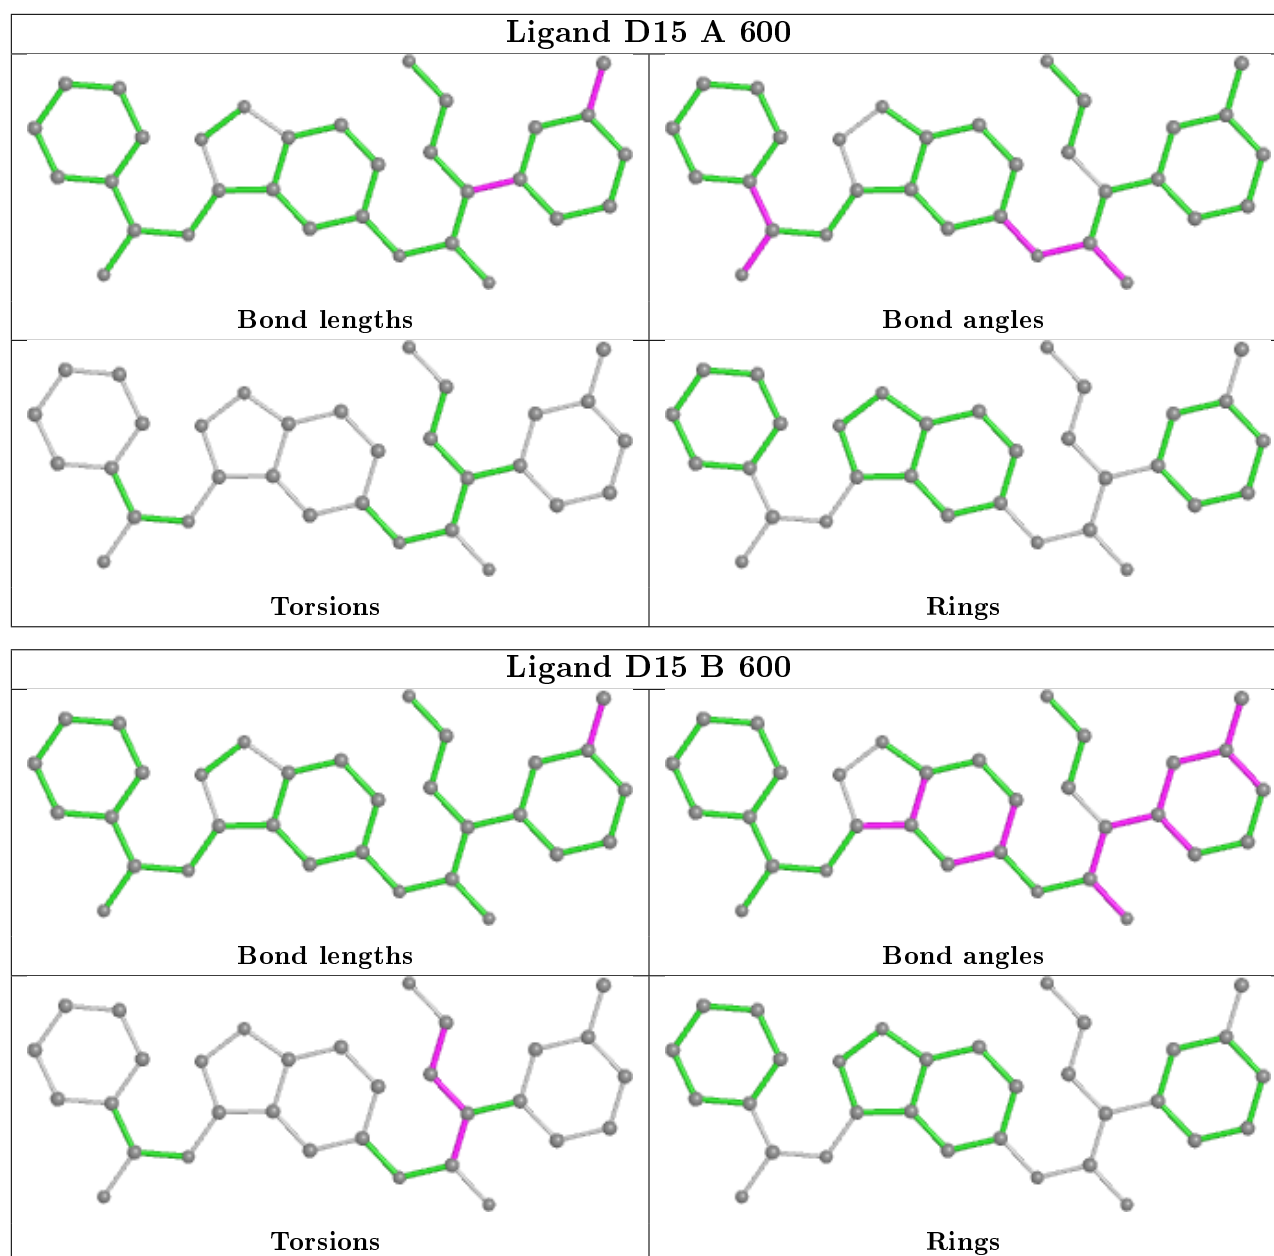 Ligand D15 A 600
Bond lengths
Bond angles
Torsions
Rings
Ligand D15 B 600
Bond lengths
Bond angles
Torsions
Rings